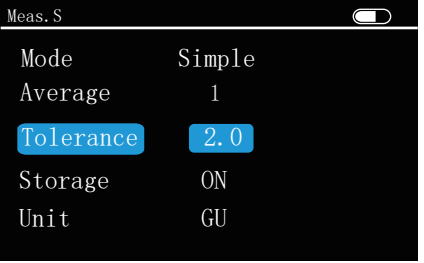 Meas.S
Mode Simple
Average 1
Tolerance 2.0
Storage ON
Unit GU